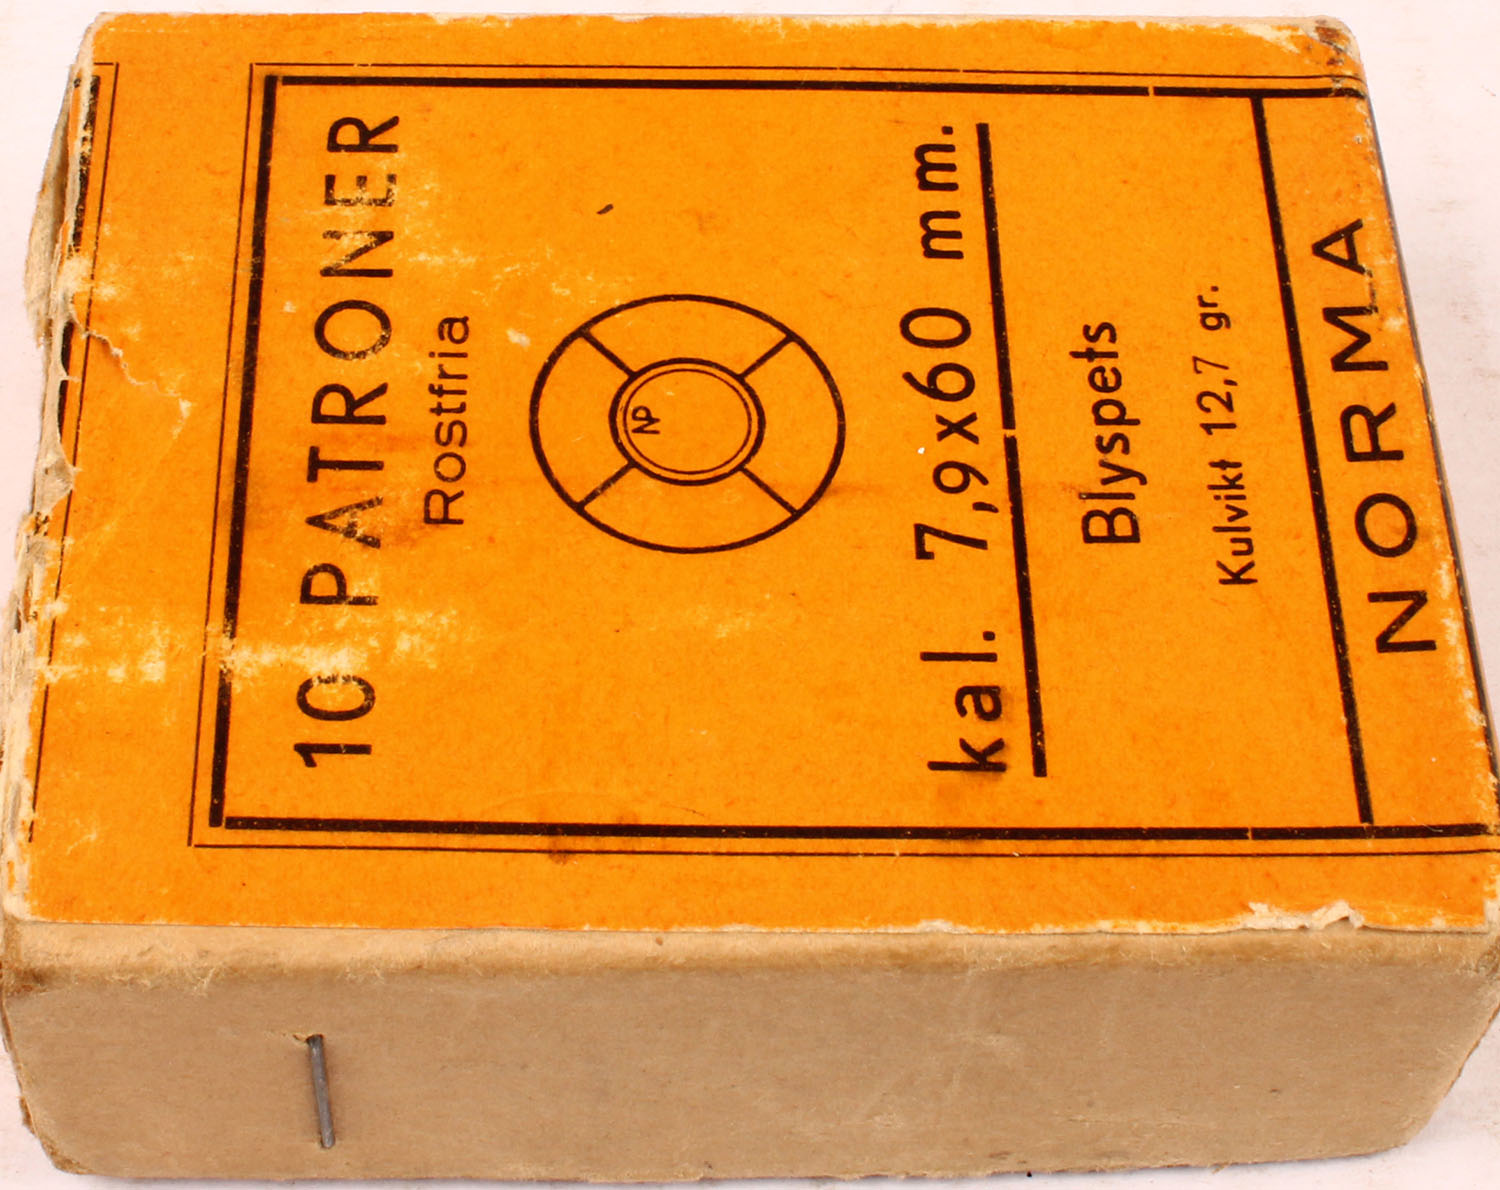 10 PATRONER
Rostfria
NP
kal. 7,9x60 mm.
Blyspets
Kulvikt 12,7 gr.
NORMA